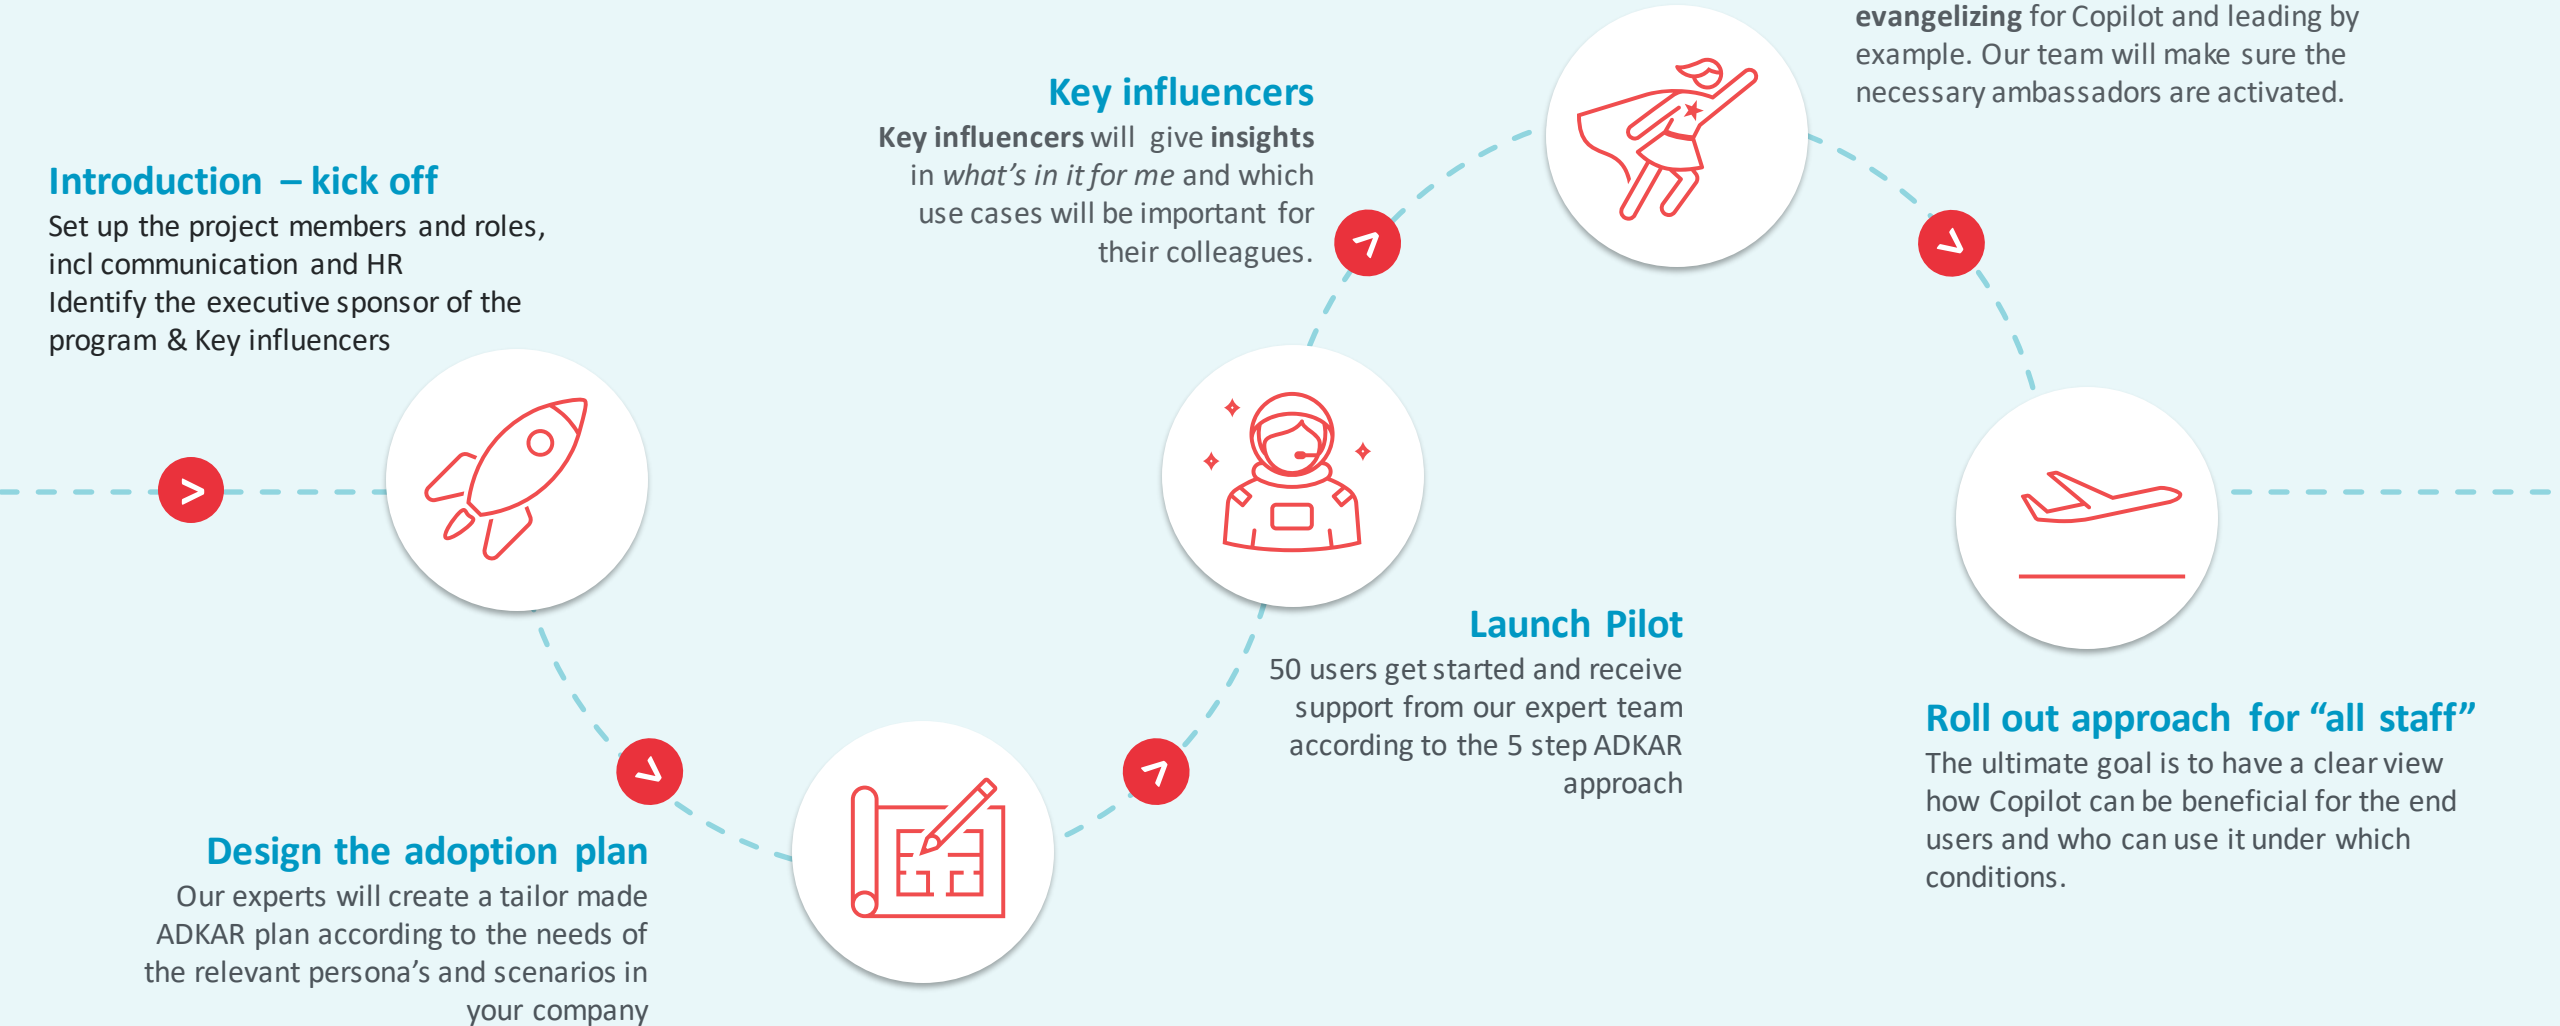 Introduction – kick off
Set up the project members and roles,
incl communication and HR
Identify the executive sponsor of the
program & Key influencers
Design the adoption plan
Our experts will create a tailor made
ADKAR plan according to the needs of
the relevant persona’s and scenarios in
your company
Key influencers
Key influencers will give insights
in what’s in it for me and which
use cases will be important for
their colleagues.
Launch Pilot
50 users get started and receive
support from our expert team
according to the 5 step ADKAR
approach
evangelizing for Copilot and leading by
example. Our team will make sure the
necessary ambassadors are activated.
Roll out approach for “all staff”
The ultimate goal is to have a clear view
how Copilot can be beneficial for the end
users and who can use it under which
conditions.